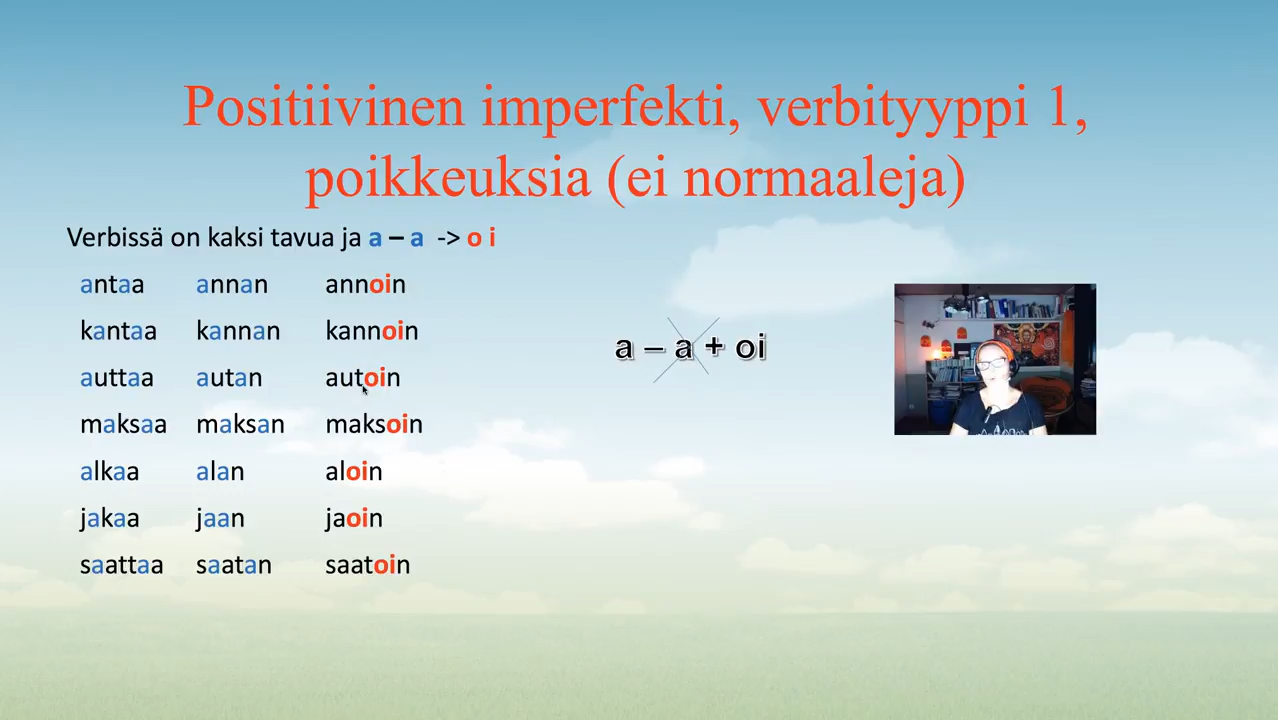 Positiivinen imperfekti, verbityyppi 1,
poikkeuksia (ei normaaleja)
Verbissä on kaksi tavua ja a – a -> o i
antaa annan annoin
kantaa kannan kannoin
auttaa autan autoin
maksaa maksan maksoin
alkaa alan aloin
jakaa jaan jaoin
saattaa saatan saatoin
a – a + oi